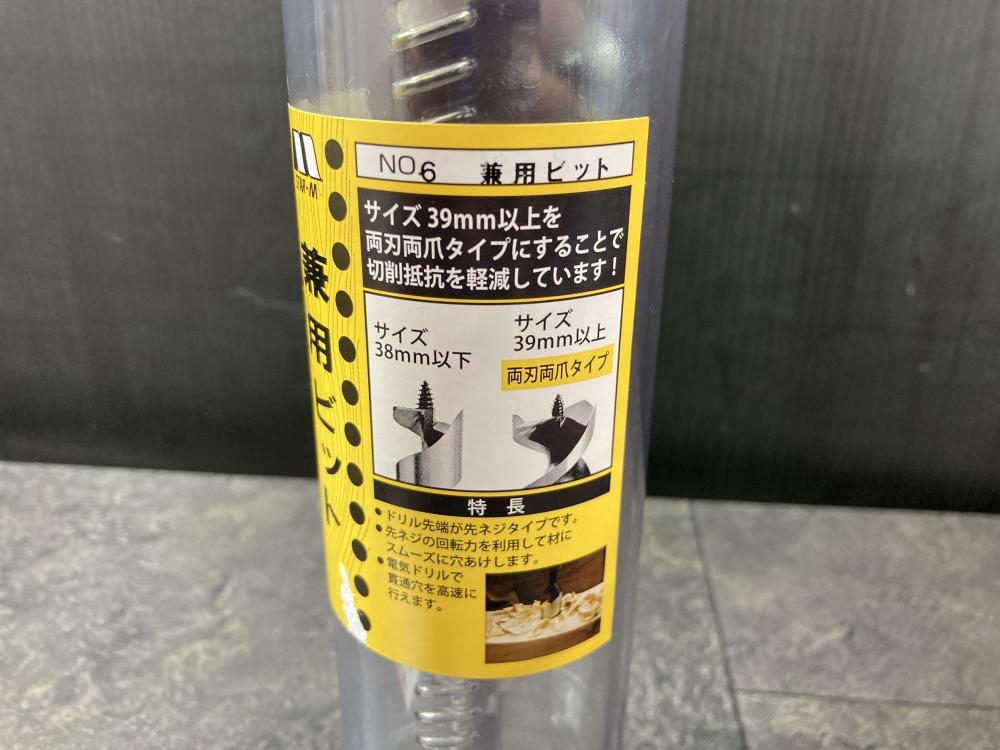 STAR-M
兼用ビット
NO.6 兼用ビット
サイズ 39mm以上を
両刃両爪タイプにすることで
切削抵抗を軽減しています!
サイズ
38mm以下
サイズ
39mm以上
両刃両爪タイプ
特長
●ドリル先端が先ネジタイプです。
●先ネジの回転力を利用して材に
スムーズに穴あけします。
●電気ドリルで
貫通穴を高速に
行えます。